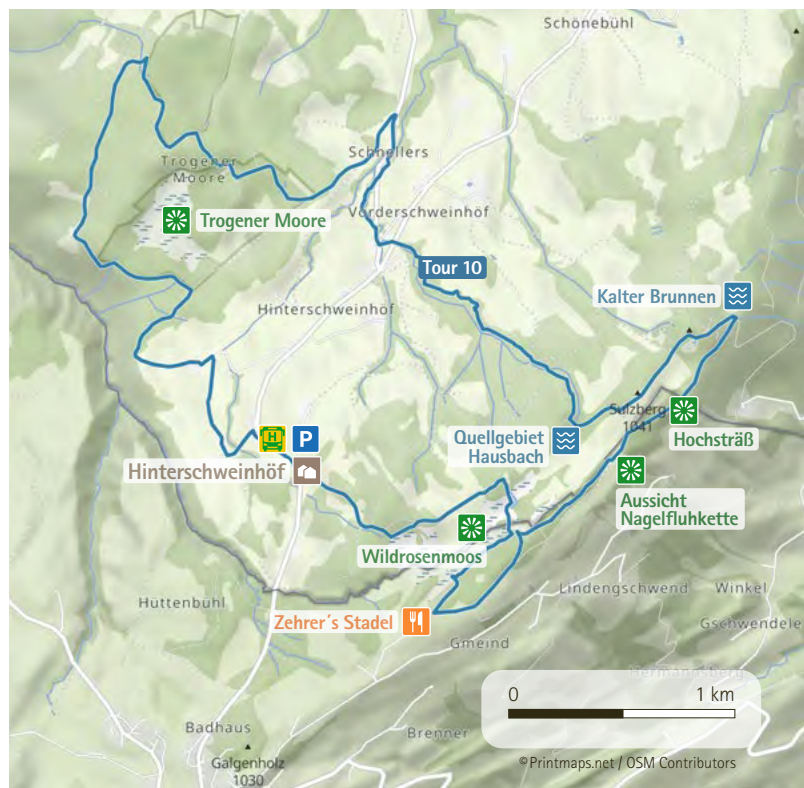 Schönebühl
Schnellers
Trogener
Moore
Trogener Moore
Vorderschweinhöf
Tour 10
Kalter Brunnen
Hinterschweinhöf
Sulzberg
1041
Hochsträß
Quellgebiet
Hausbach
H
P
Hinterschweinhöf
Aussicht
Nagelfluhkette
Wildrosenmoos
Lindengschwend
Winkel
Hüttenbühl
Zehrer´s Stadel
Gschwendele
Gmeind
Hermannsberg
0 1 km
Badhaus
Brenner
Galgenholz
1030
©Printmaps.net / OSM Contributors